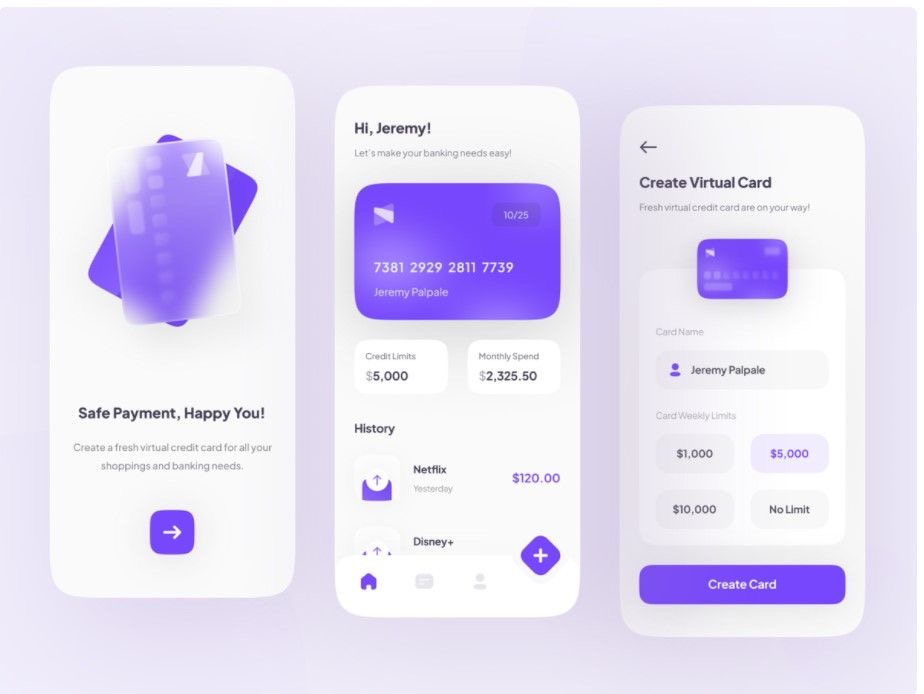 Safe Payment, Happy You!
Create a fresh virtual credit card for all your
shoppings and banking needs.
Hi, Jeremy!
Let's make your banking needs easy!
10/25
7381 2929 2811 7739
Jeremy Palpale
Credit Limits
$5,000
Monthly Spend
$2,325.50
History
Netflix
Yesterday
$120.00
Disney+
Create Virtual Card
Fresh virtual credit card are on your way!
Card Name
Jeremy Palpale
Card Weekly Limits
$1,000
$5,000
$10,000
No Limit
Create Card